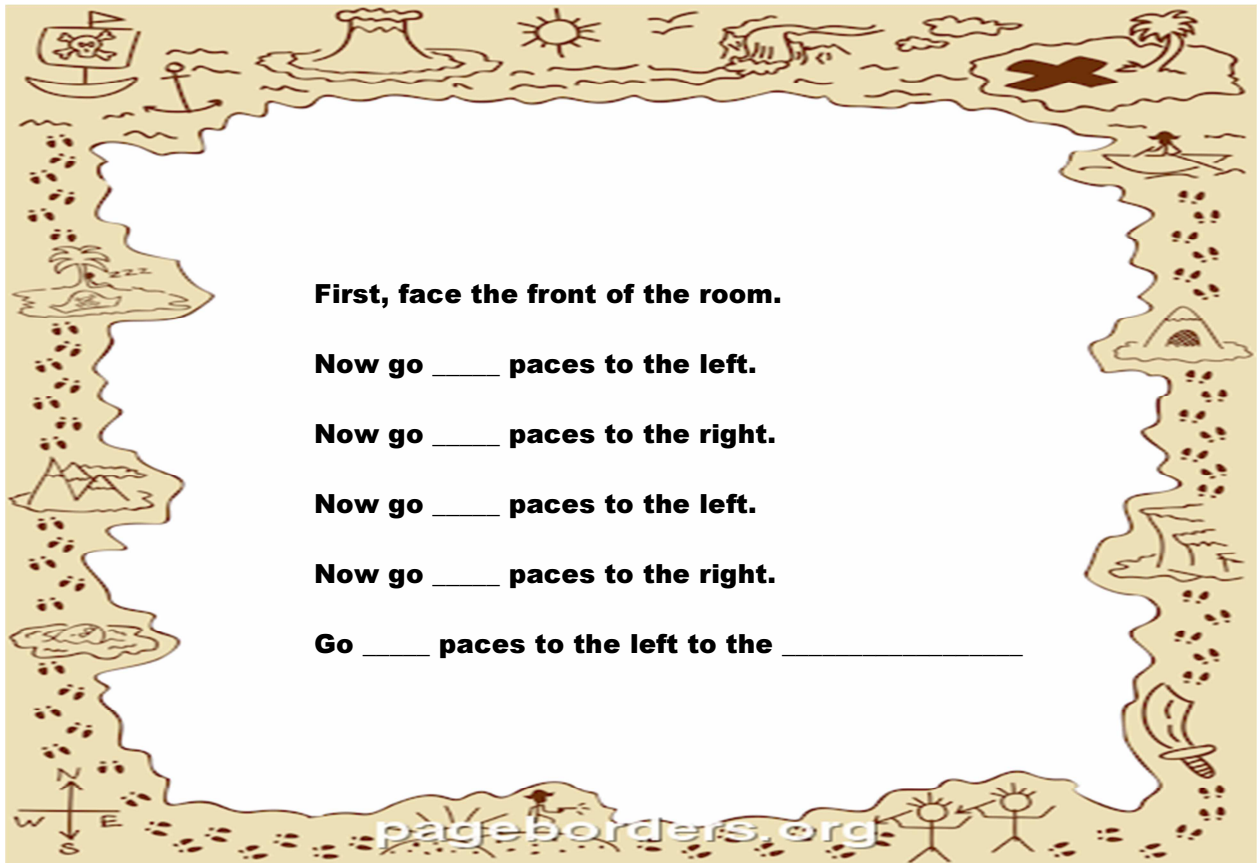 zzz
First, face the front of the room.
Now go _____ paces to the left.
Now go _____ paces to the right.
Now go _____ paces to the left.
Now go _____ paces to the right.
Go _____ paces to the left to the __________________
N
W E
S
pageborders.org